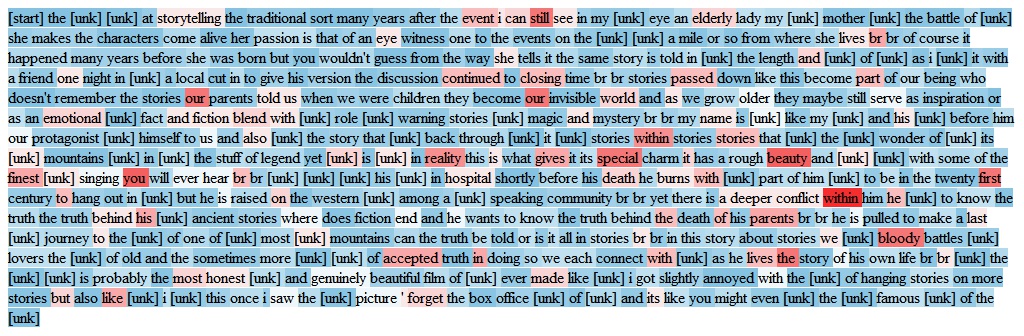 [start] the [unk] [unk] at storytelling the traditional sort many years after the event i can still see in my [unk] eye an elderly lady my [unk] mother the battle of [unk]
she makes the characters come alive her passion is that of an eye witness one to the events on the [unk] [unk] a mile or so from where she lives br br of course it
happened many years before she was born but you wouldn't guess from the way she tells it the same story is told in [unk] the length and [unk] of [unk] as i [unk] it with
a friend one night in [unk] a local cut in to give his version the discussion continued to closing time br br stories passed down like this become part of our being who
doesn't remember the stories our parents told us when we were children they become our invisible world and as we grow older they maybe still serve as inspiration or
as an emotional [unk] fact and fiction blend with [unk] role [unk] warning stories [unk] magic and mystery br br my name is [unk] like my [unk] and his [unk] before him
our protagonist [unk] himself to us and also [unk] the story that [unk] back through [unk] it [unk] stories within stories stories that [unk] the [unk] wonder of [unk] its
[unk] mountains [unk] in [unk] the stuff of legend yet [unk] is [unk] in reality this is what gives it its special charm it has a rough beauty and [unk] [unk] with some of the
finest [unk] singing you will ever hear br br [unk] [unk] [unk] his [unk] in hospital shortly before his death he burns with [unk] part of him [unk] to be in the twenty first
century to hang out in [unk] but he is raised on the western [unk] among a [unk] speaking community br br yet there is a deeper conflict within him he [unk] to know the
truth the truth behind his [unk] ancient stories where does fiction end and he wants to know the truth behind the death of his parents br br he is pulled to make a last
[unk] journey to the [unk] of one of [unk] most [unk] mountains can the truth be told or is it all in stories br br in this story about stories we [unk] bloody battles [unk]
lovers the [unk] of old and the sometimes more [unk] [unk] of accepted truth in doing so we each connect with [unk] as he lives the story of his own life br br [unk] the
[unk] [unk] is probably the most honest [unk] and genuinely beautiful film of [unk] ever made like [unk] i got slightly annoyed with the [unk] of hanging stories on more
stories but also like [unk] i [unk] this once i saw the [unk] picture ' forget the box office [unk] of [unk] and its like you might even [unk] the [unk] famous [unk] of the
[unk]